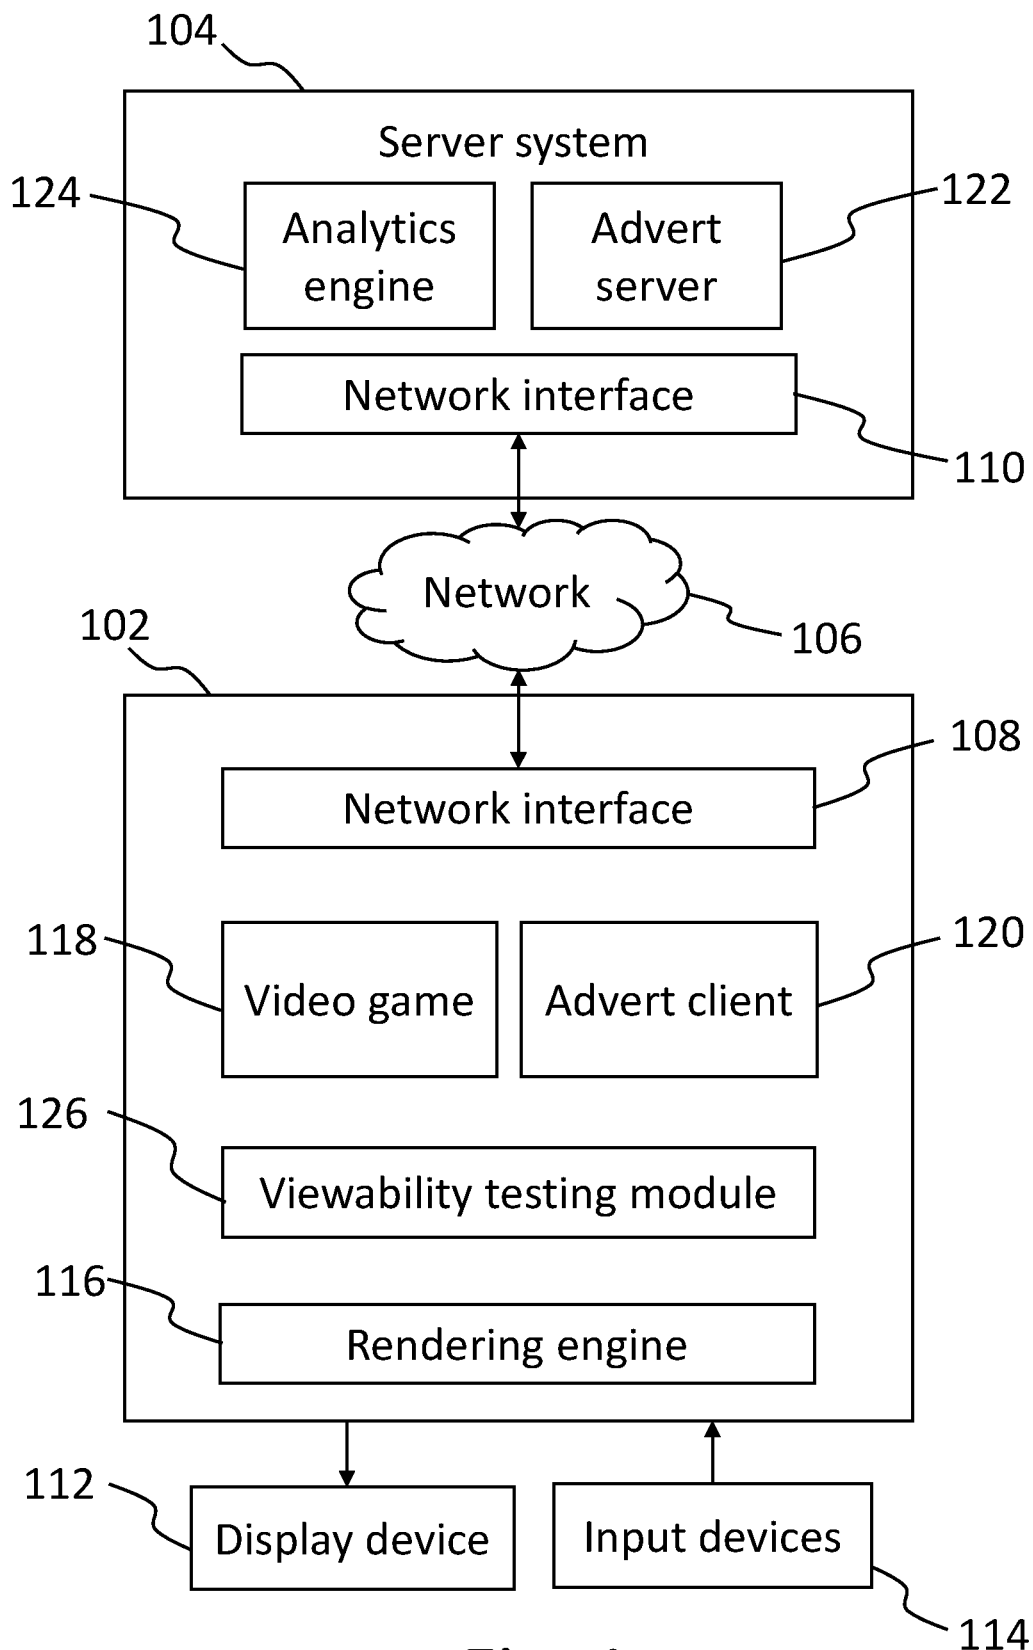 104
Server system
124
Analytics
engine
Advert
server
122
Network interface
110
Network
106
102
108
Network interface
118
Video game
Advert client
120
126
Viewability testing module
116
Rendering engine
112
Display device
Input devices
114